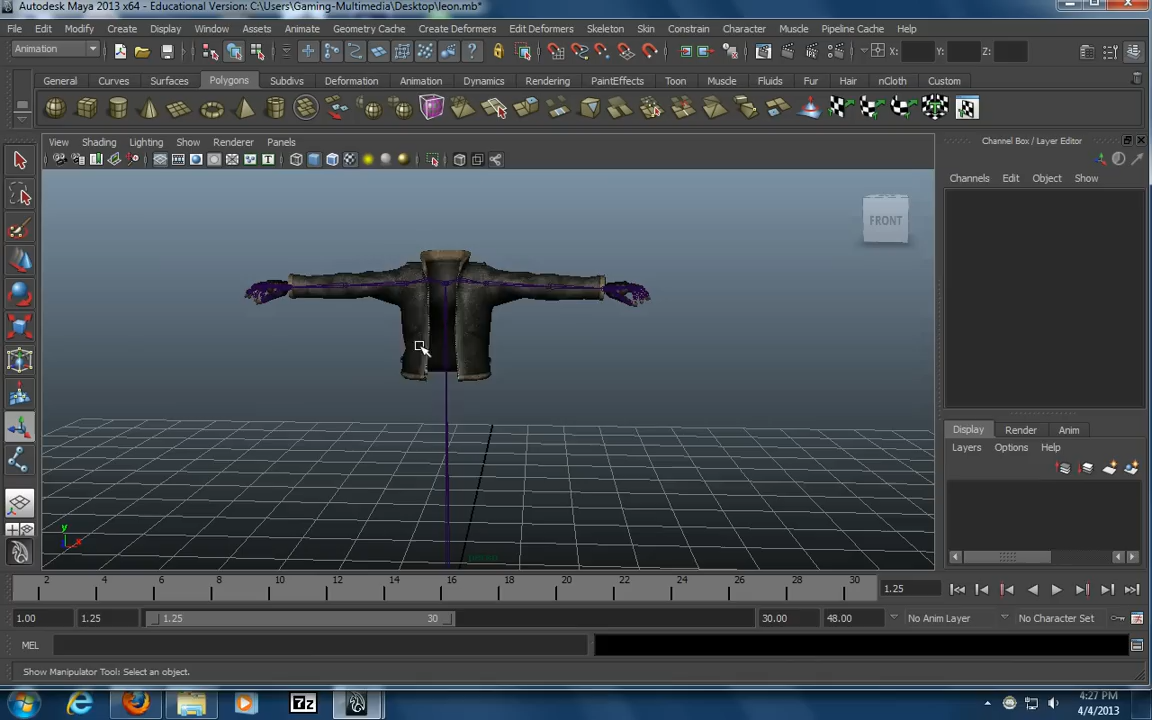 Autodesk Maya 2013 x64 - Educational Version: C:\Users\Gaming-Multimedia\Desktop\leon.mb*
File Edit Modify Create Display Window Assets Animate Geometry Cache Create Deformers Edit Deformers Skeleton Skin Constrain Character Muscle Pipeline Cache Help
Animation X: Y: Z:
General Curves Surfaces Polygons Subdivs Deformation Animation Dynamics Rendering PaintEffects Toon Muscle Fluids Fur Hair nCloth Custom
View Shading Lighting Show Renderer Panels
Channel Box / Layer Editor
Channels Edit Object Show
FRONT
Display Render Anim
Layers Options Help
y
x
2 4 6 8 10 12 14 16 18 20 22 24 26 28 30 1.25
1.00 1.25 1.25 30 30.00 48.00 No Anim Layer No Character Set
MEL
Show Manipulator Tool: Select an object.
7z
4:27 PM
4/4/2013